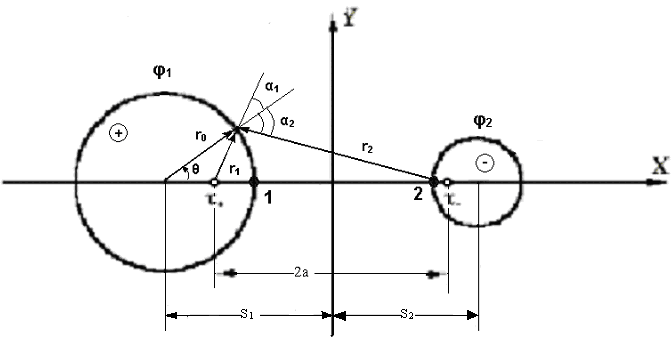 Y
φ₁
α₁
φ₂
α₂
+
r₀
r₂
-
θ
r₁
X
τ₊
1
2
τ₋
2a
S₁
S₂